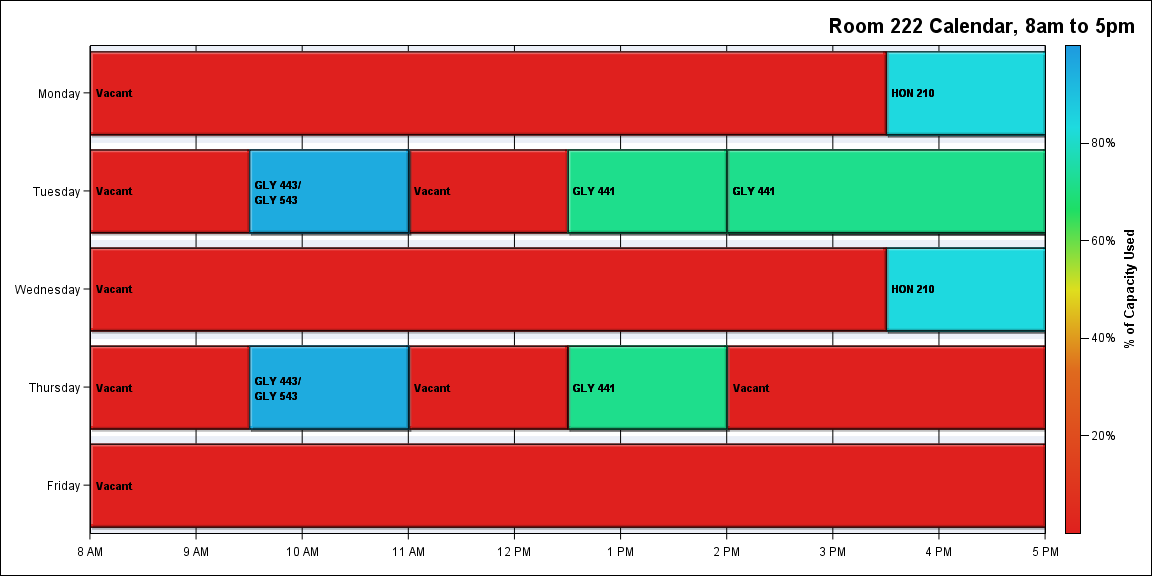 Room 222 Calendar, 8am to 5pm
Monday
Vacant
HON 210
Tuesday
Vacant
GLY 443/
GLY 543
Vacant
GLY 441
GLY 441
Wednesday
Vacant
HON 210
Thursday
Vacant
GLY 443/
GLY 543
Vacant
GLY 441
Vacant
Friday
Vacant
8 AM
9 AM
10 AM
11 AM
12 PM
1 PM
2 PM
3 PM
4 PM
5 PM
80%
60%
40%
20%
% of Capacity Used